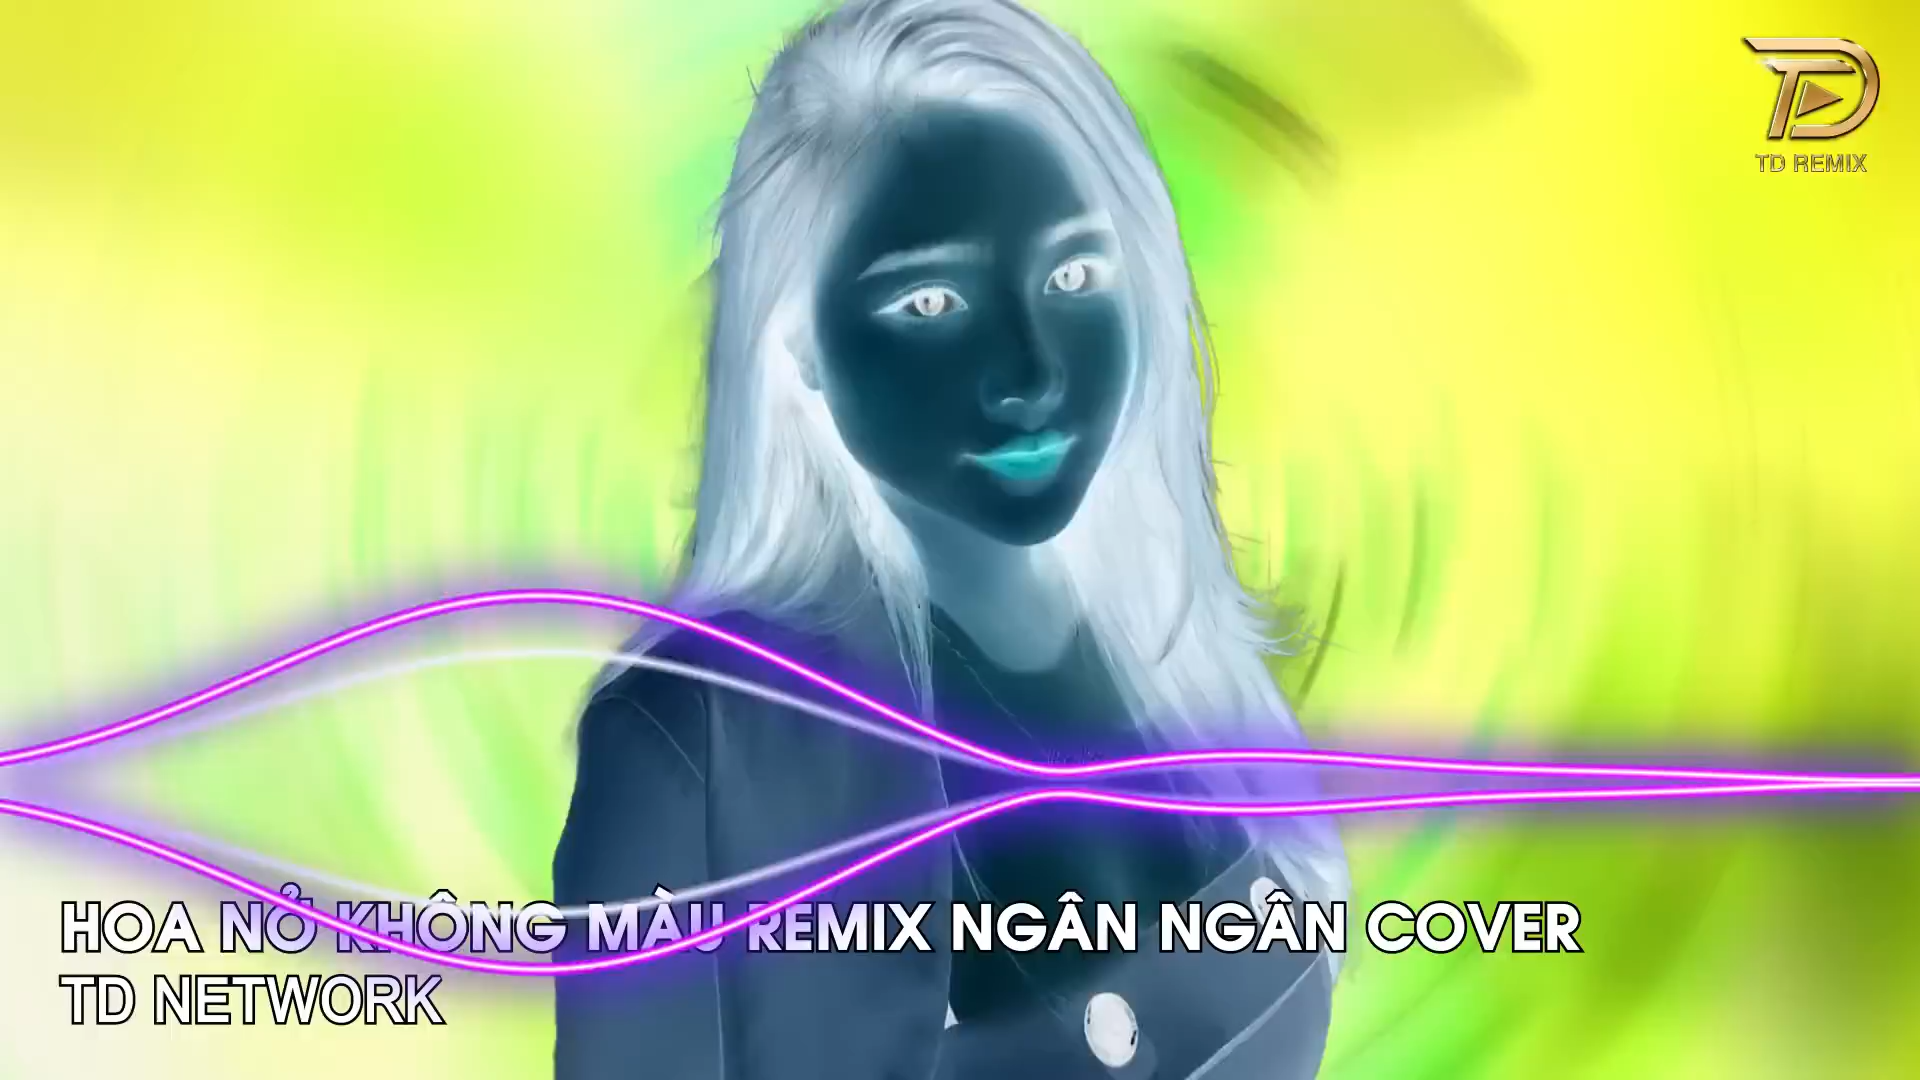 TD REMIX
HOA NỞ KHÔNG MÀU REMIX NGÂN NGÂN COVER
TD NETWORK